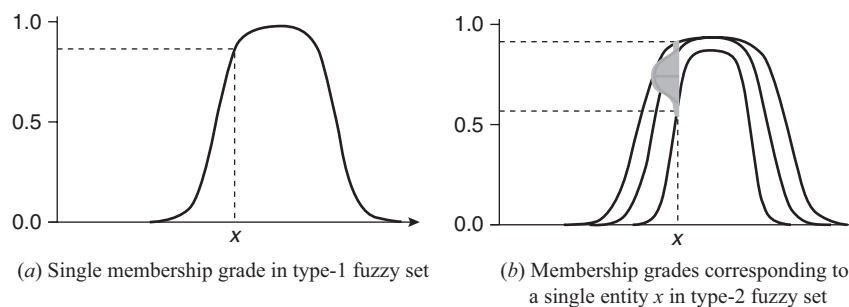 1.0
0.5
0.0
x
(a) Single membership grade in type-1 fuzzy set
1.0
0.5
0.0
x
(b) Membership grades corresponding to
a single entity x in type-2 fuzzy set